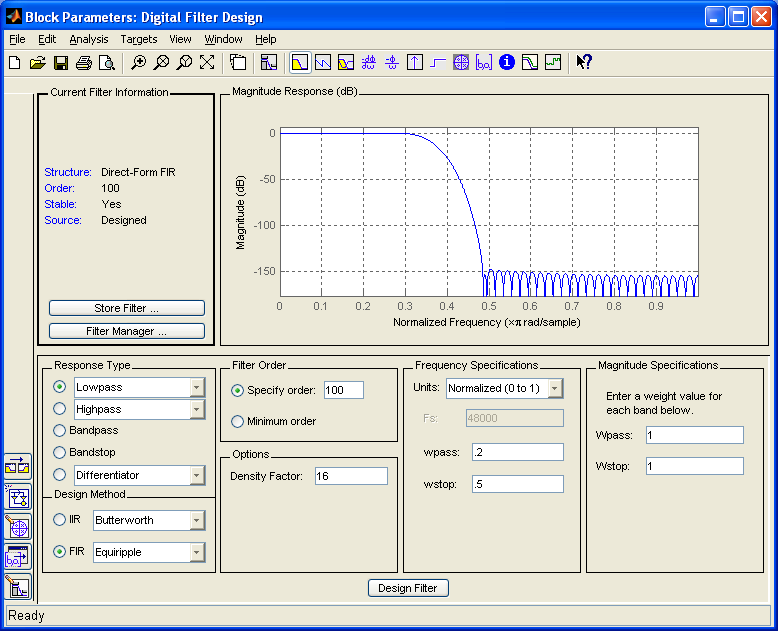 Block Parameters: Digital Filter Design
File Edit Analysis Targets View Window Help
Current Filter Information
Structure: Direct-Form FIR
Order: 100
Stable: Yes
Source: Designed
Store Filter ...
Filter Manager ...
Magnitude Response (dB)
Magnitude (dB)
0
-50
-100
-150
0 0.1 0.2 0.3 0.4 0.5 0.6 0.7 0.8 0.9
Normalized Frequency (×π rad/sample)
Response Type
Lowpass
Highpass
Bandpass
Bandstop
Differentiator
Design Method
IIR Butterworth
FIR Equiripple
Filter Order
Specify order: 100
Minimum order
Options
Density Factor: 16
Frequency Specifications
Units: Normalized (0 to 1)
Fs: 48000
wpass: .2
wstop: .5
Magnitude Specifications
Enter a weight value for
each band below.
Wpass: 1
Wstop: 1
Design Filter
Ready